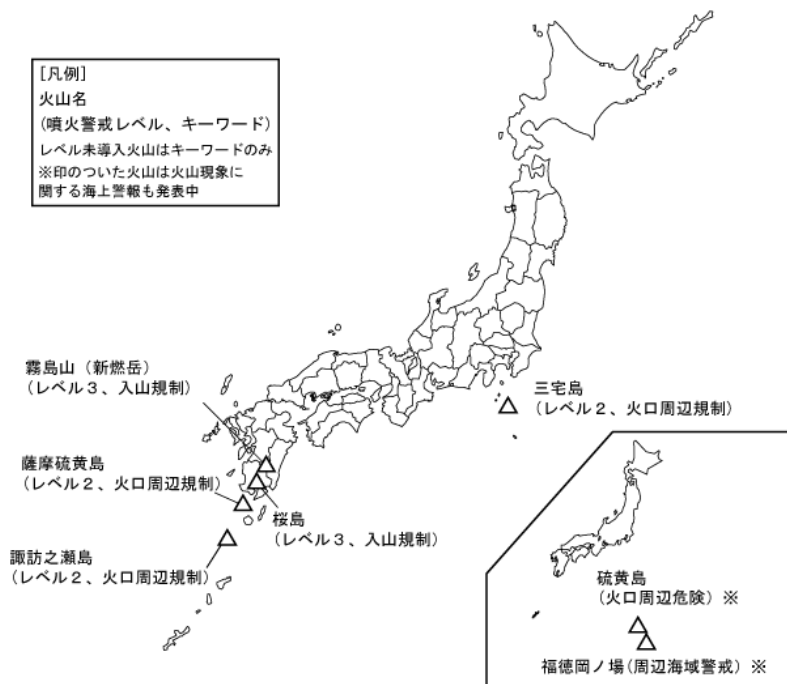 [凡例]
火山名
(噴火警戒レベル、キーワード)
レベル未導入火山はキーワードのみ
※印のついた火山は火山現象に
関する海上警報も発表中
霧島山（新燃岳）
（レベル３、入山規制）
三宅島
（レベル２、火口周辺規制）
薩摩硫黄島
（レベル２、火口周辺規制）
桜島
（レベル３、入山規制）
諏訪之瀬島
（レベル２、火口周辺規制）
硫黄島
（火口周辺危険）※
福徳岡ノ場(周辺海域警戒）※